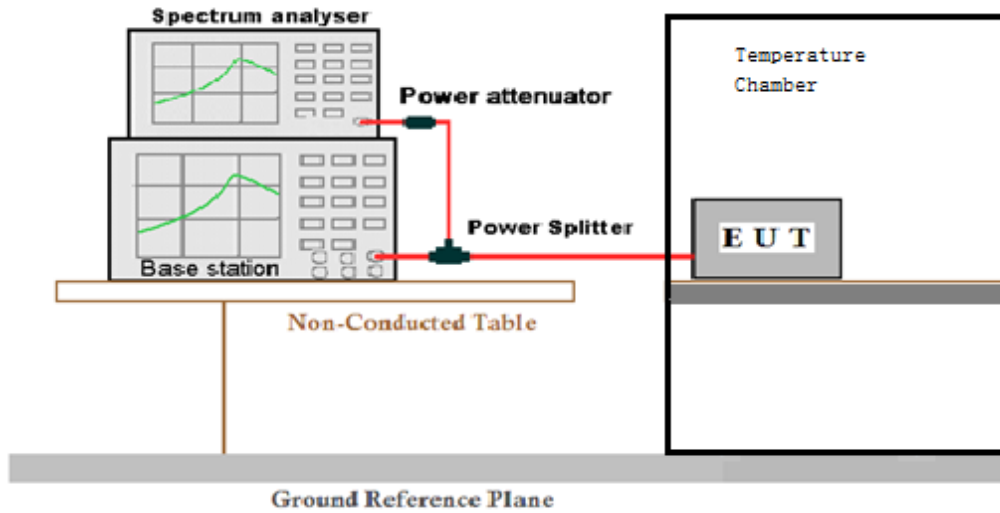 Spectrum analyser
Temperature
Chamber
Power attenuator
Power Splitter
E U T
Base station
Non-Conducted Table
Ground Reference Plane